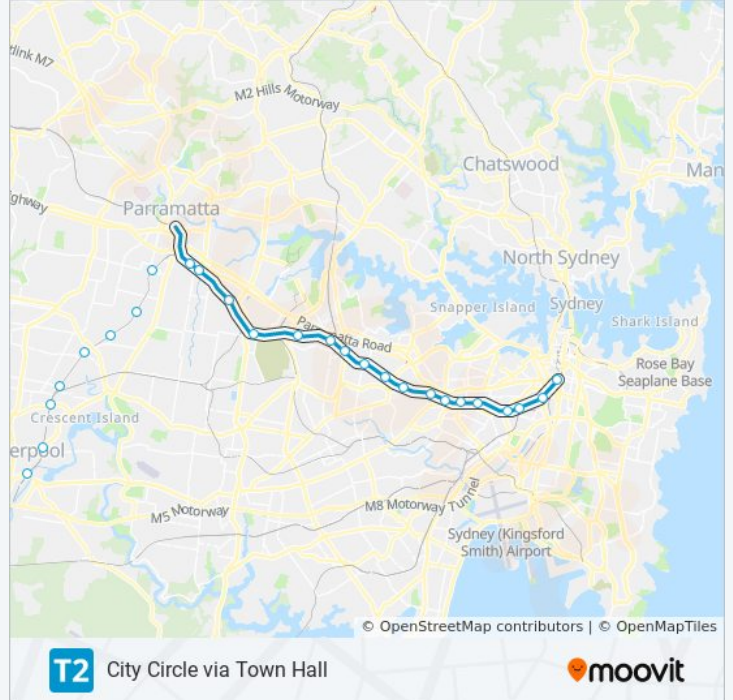 tlink M7
M2 Hills Motorway
Chatswood
Man
ghway
Parramatta
North Sydney
Snapper Island
Sydney
Shark Island
Parramatta Road
Rose Bay
Seaplane Base
Crescent Island
erpool
M5 Motorway
M8 Motorway Tunnel
Sydney (Kingsford
Smith) Airport
© OpenStreetMap contributors | © OpenMapTiles
T2 City Circle via Town Hall
moovit